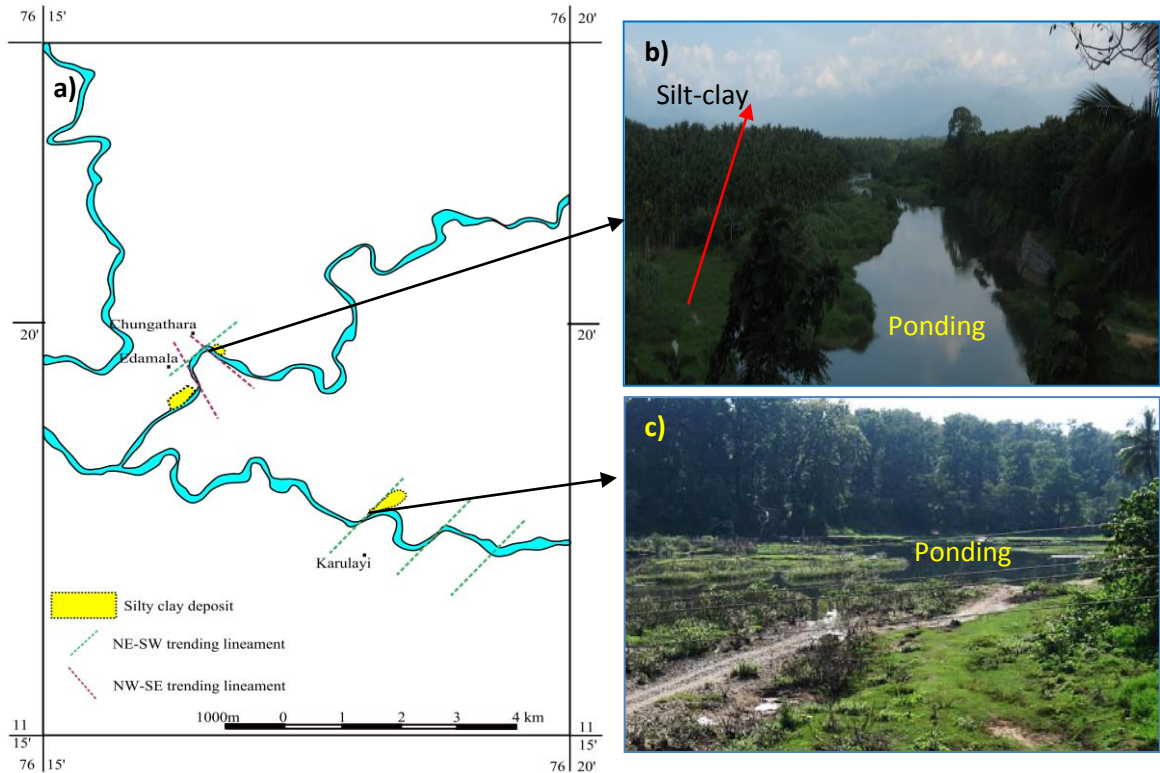 76
15'
76
20'
a)
20'
20'
Chungathara
Edamala
Karulayi
Silty clay deposit
NE-SW trending lineament
NW-SE trending lineament
1000m 0 1 2 3 4 km
11
15'
11
15'
76
15'
76
20'
b)
Silt-clay
Ponding
c)
Ponding